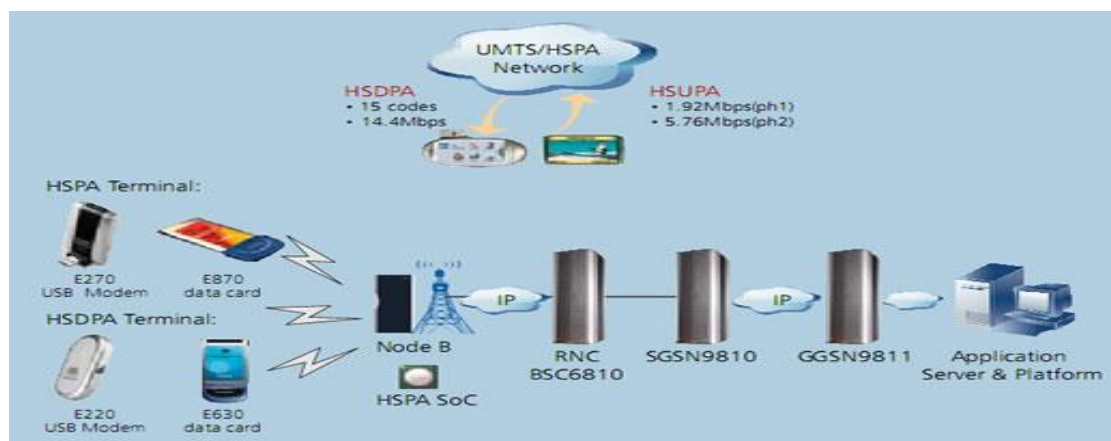 UMTS/HSPA
Network
HSDPA
• 15 codes
• 14.4Mbps
HSUPA
• 1.92Mbps(ph1)
• 5.76Mbps(ph2)
HSPA Terminal:
E270
USB Modem
E870
data card
HSDPA Terminal:
E220
USB Modem
E630
data card
Node B
HSPA SoC
IP
RNC
BSC6810
SGSN9810
IP
GGSN9811
Application
Server & Platform